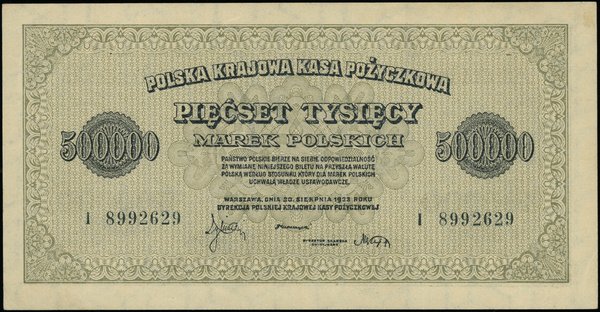 POLSKA KRAJOWA KASA POŻYCZKOWA
PIĘĆSET TYSIĘCY
MAREK POLSKICH
500000
500000
PAŃSTWO POLSKIE BIERZE NA SIEBIE ODPOWIEDZIALNOŚĆ
ZA WYMIANĘ NINIEJSZEGO BILETU NA PRZYSZŁĄ WALUTĘ
POLSKĄ WEDŁUG STOSUNKU KTÓRY DLA MAREK POLSKICH
UCHWALĄ WŁADZE USTAWODAWCZE.
WARSZAWA, DNIA 30. SIERPNIA 1923 ROKU
DYREKCJA POLSKIEJ KRAJOWEJ KASY POŻYCZKOWEJ
I 8992629
I 8992629
DYREKTOR SKARBCA